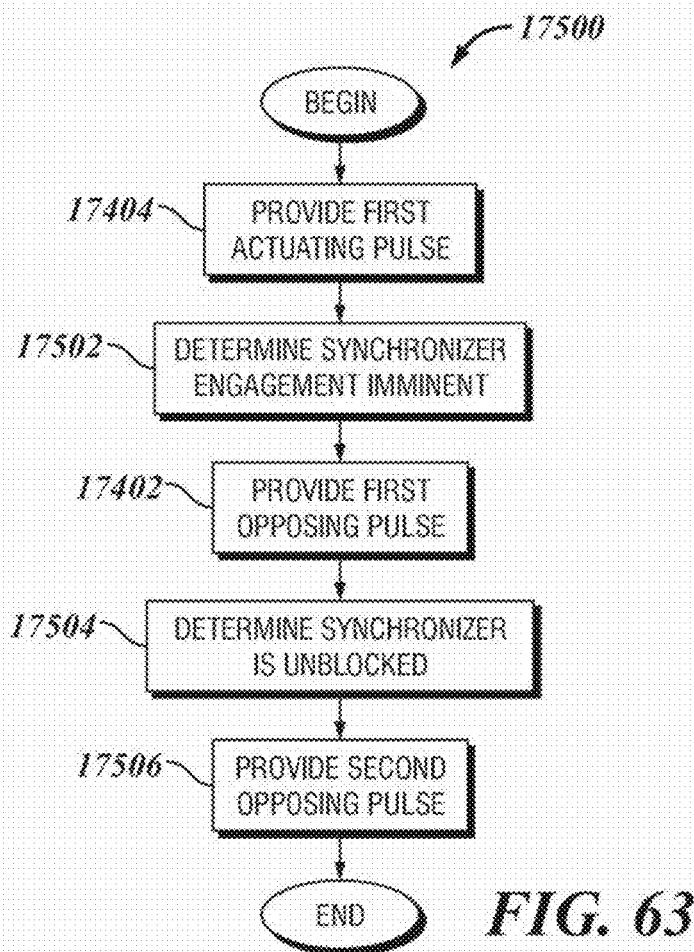 17500
BEGIN
17404
PROVIDE FIRST
ACTUATING PULSE
17502
DETERMINE SYNCHRONIZER
ENGAGEMENT IMMINENT
17402
PROVIDE FIRST
OPPOSING PULSE
17504
DETERMINE SYNCHRONIZER
IS UNBLOCKED
17506
PROVIDE SECOND
OPPOSING PULSE
END
FIG. 63